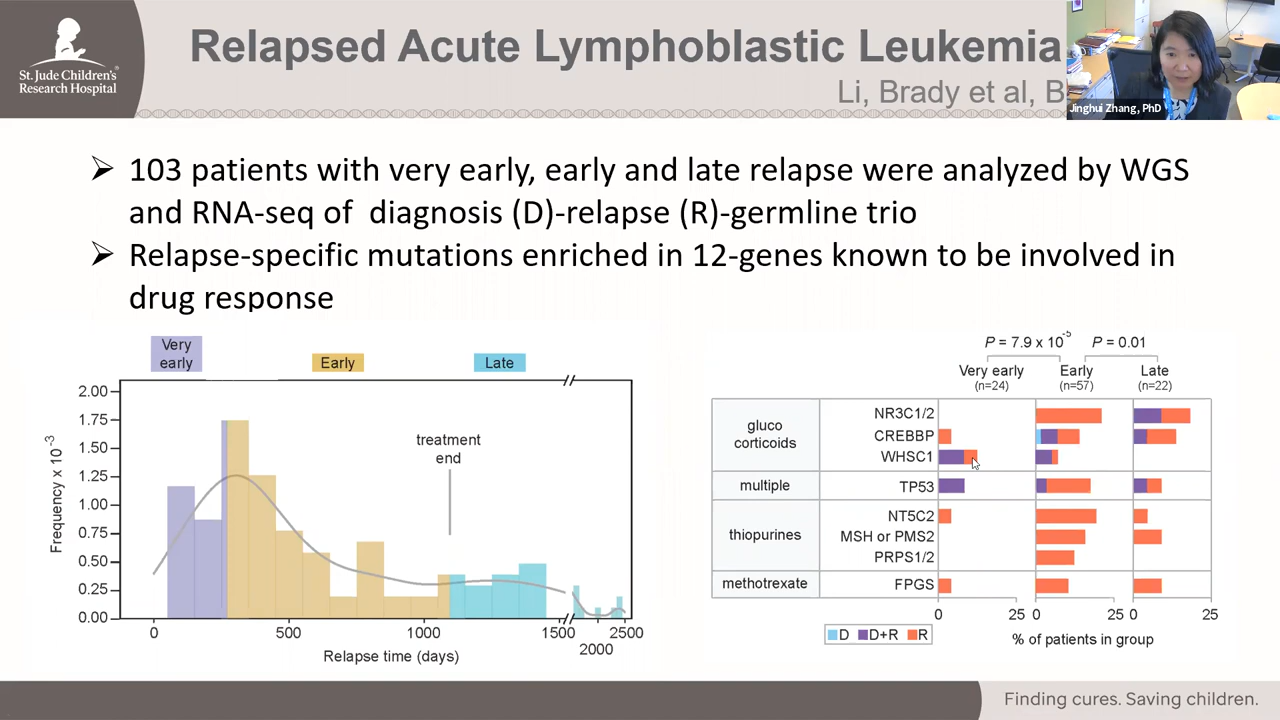 St. Jude Children's
Research Hospital
Relapsed Acute Lymphoblastic Leukemia
Li, Brady et al, B
Jinghui Zhang, PhD
➢ 103 patients with very early, early and late relapse were analyzed by WGS
and RNA-seq of diagnosis (D)-relapse (R)-germline trio
➢ Relapse-specific mutations enriched in 12-genes known to be involved in
drug response
Very
early
Early
Late
2.00
1.75
1.50
1.25
1.00
0.75
0.50
0.25
0.00
Frequency x 10⁻³
treatment
end
0
500
1000
1500
2000
2500
Relapse time (days)
P = 7.9 x 10⁻⁵
P = 0.01
Very early
(n=24)
Early
(n=57)
Late
(n=22)
gluco
corticoids
NR3C1/2
CREBBP
WHSC1
multiple
TP53
thiopurines
NT5C2
MSH or PMS2
PRPS1/2
methotrexate
FPGS
0 25 0 25 0 25
D D+R R
% of patients in group
Finding cures. Saving children.